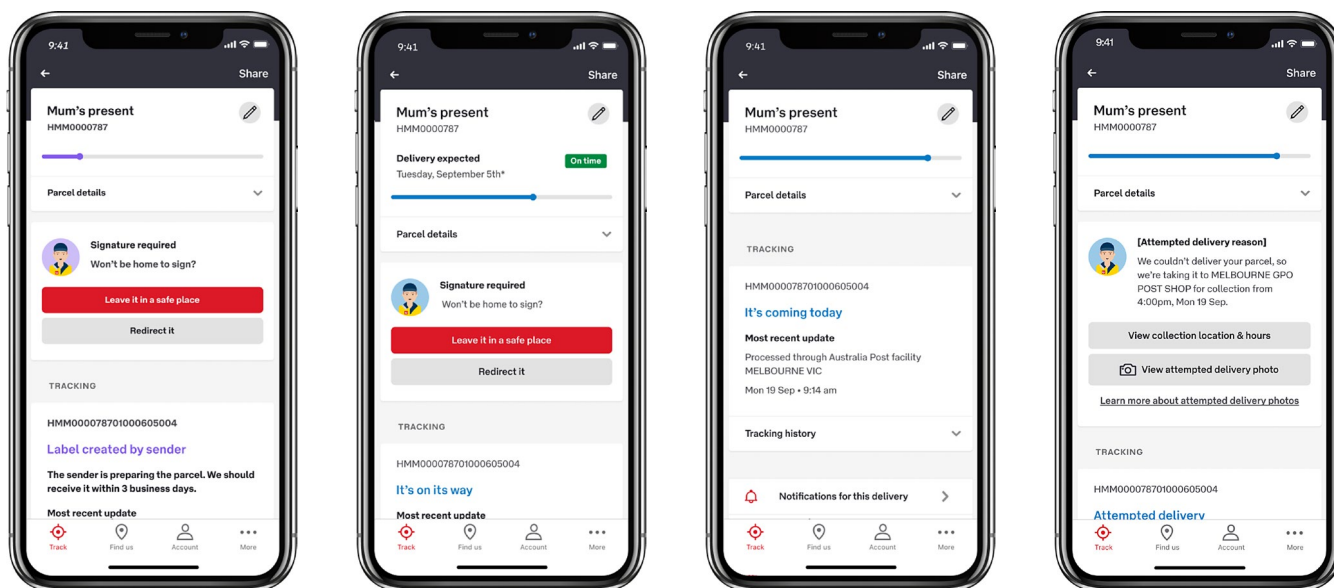 9:41
Share
Mum's present
HMM0000787
Parcel details
Signature required
Won't be home to sign?
Leave it in a safe place
Redirect it
TRACKING
HMM000078701000605004
Label created by sender
The sender is preparing the parcel. We should
receive it within 3 business days.
Most recent update
Track
Find us
Account
More
9:41
Share
Mum's present
HMM0000787
Delivery expected
On time
Tuesday, September 5th*
Parcel details
Signature required
Won't be home to sign?
Leave it in a safe place
Redirect it
TRACKING
HMM000078701000605004
It's on its way
Most recent update
Track
Find us
Account
More
9:41
Share
Mum's present
HMM0000787
Parcel details
TRACKING
HMM000078701000605004
It's coming today
Most recent update
Processed through Australia Post facility
MELBOURNE VIC
Mon 19 Sep • 9:14 am
Tracking history
Notifications for this delivery
Track
Find us
Account
More
9:41
Share
Mum's present
HMM0000787
Parcel details
[Attempted delivery reason]
We couldn't deliver your parcel, so
we're taking it to MELBOURNE GPO
POST SHOP for collection from
4:00pm, Mon 19 Sep.
View collection location & hours
View attempted delivery photo
Learn more about attempted delivery photos
TRACKING
HMM000078701000605004
Attempted delivery
Track
Find us
Account
More